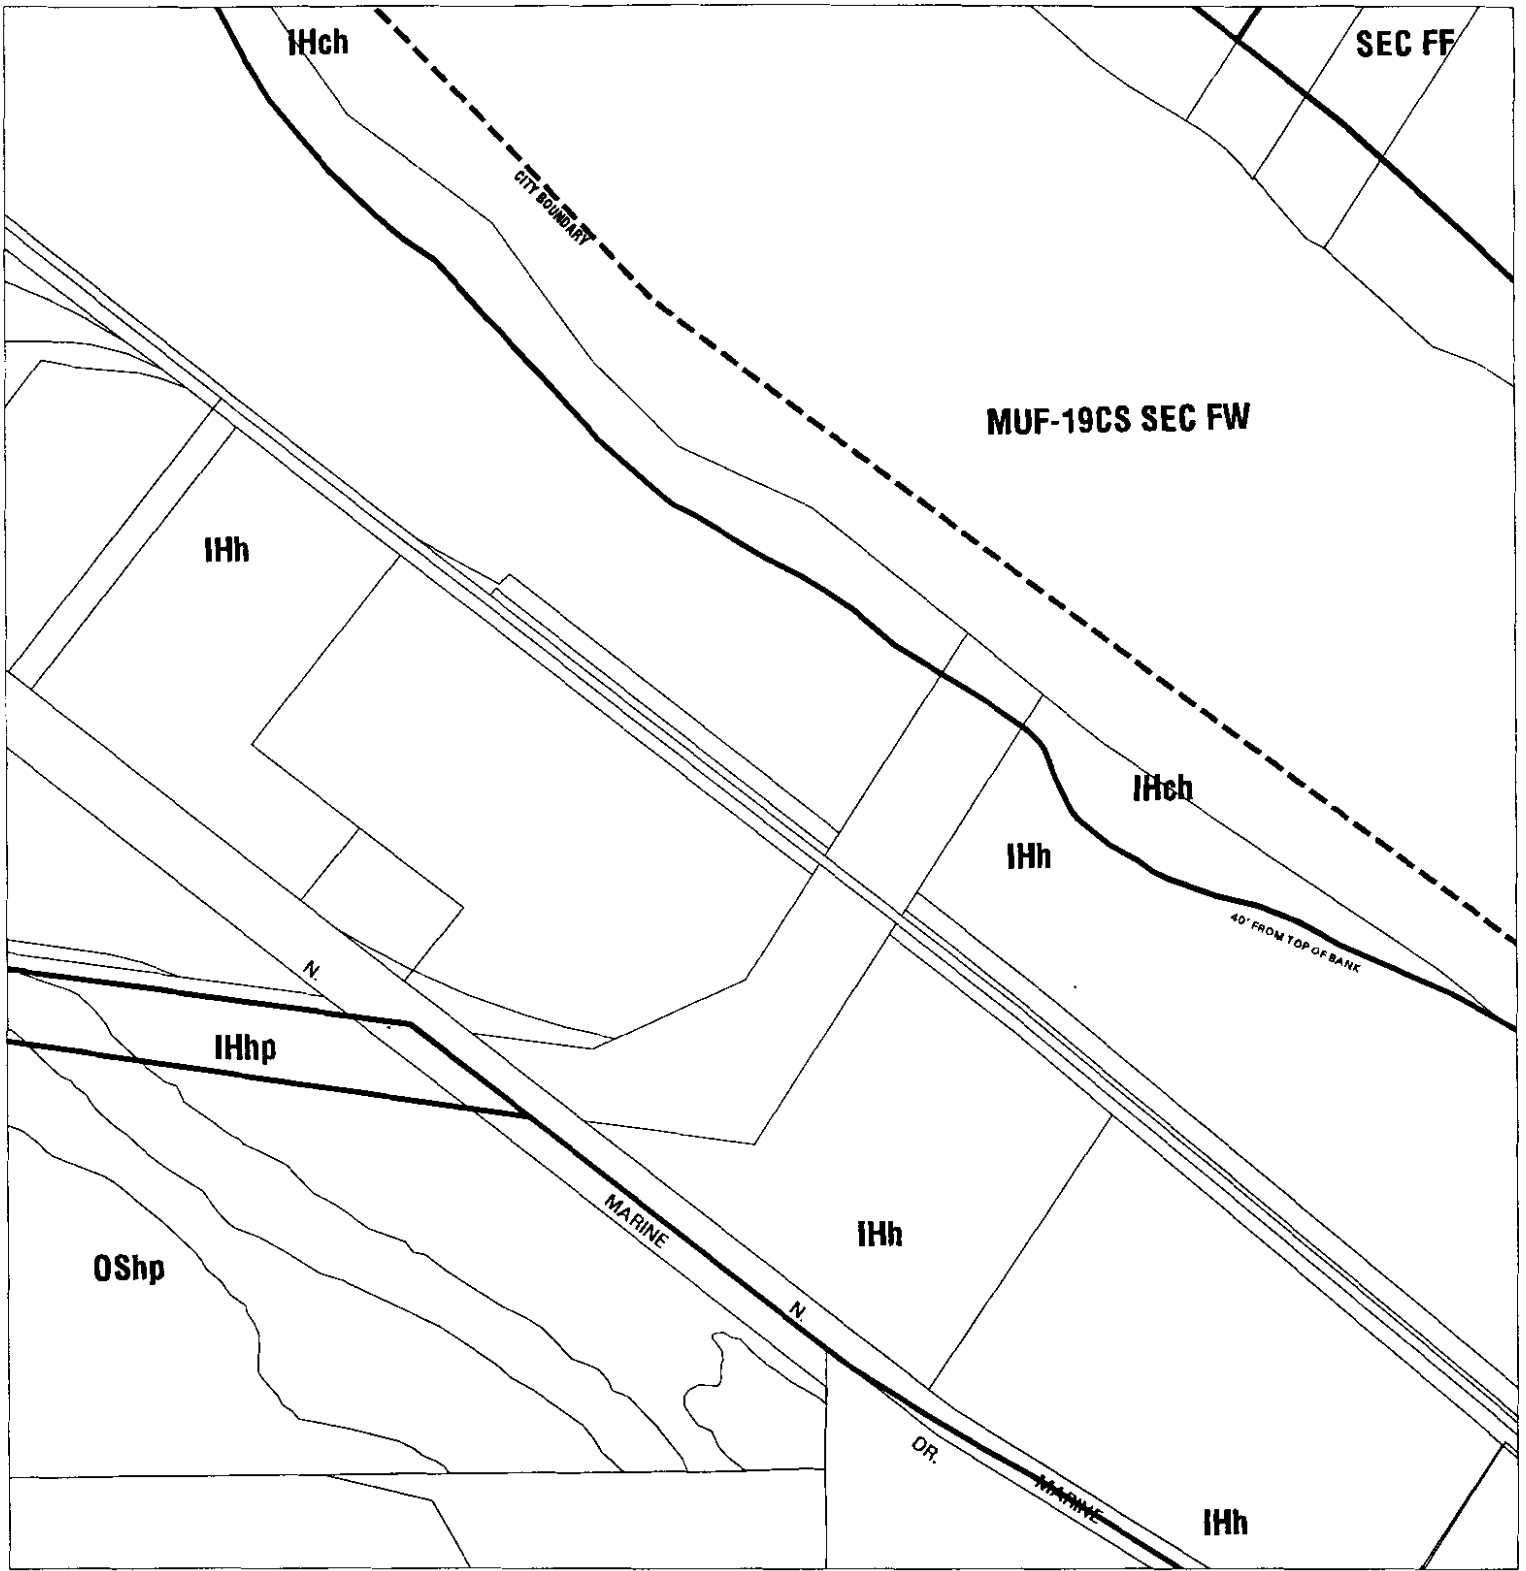 IHch
SEC FF
CITY BOUNDARY
MUF-19CS SEC FW
IHh
IHch
IHh
40' FROM TOP OF BANK
N.
IHhp
MARINE
IHh
OShp
N.
DR.
MARINE
IHh